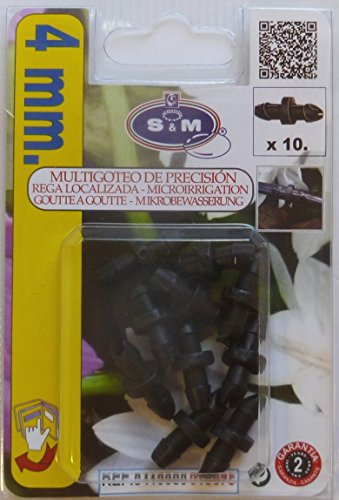 4 mm.
S & M
x 10.
MULTIGOTEO DE PRECISIÓN
REGA LOCALIZADA - MICROIRRIGATION
GOUTTE A GOUTTE - MIKROBEWASSERUNG
GARANTIA
2